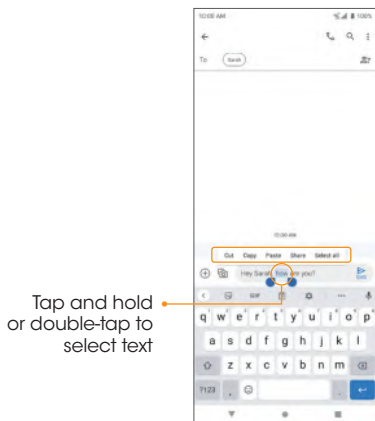 10:00 AM 100%
To Sarah
10:00 AM
Cut Copy Paste Share Select all
Hey Sarah, how are you?
Tap and hold
or double-tap to
select text
GIF
q w e r t y u i o p
a s d f g h j k l
z x c v b n m
?123 , .